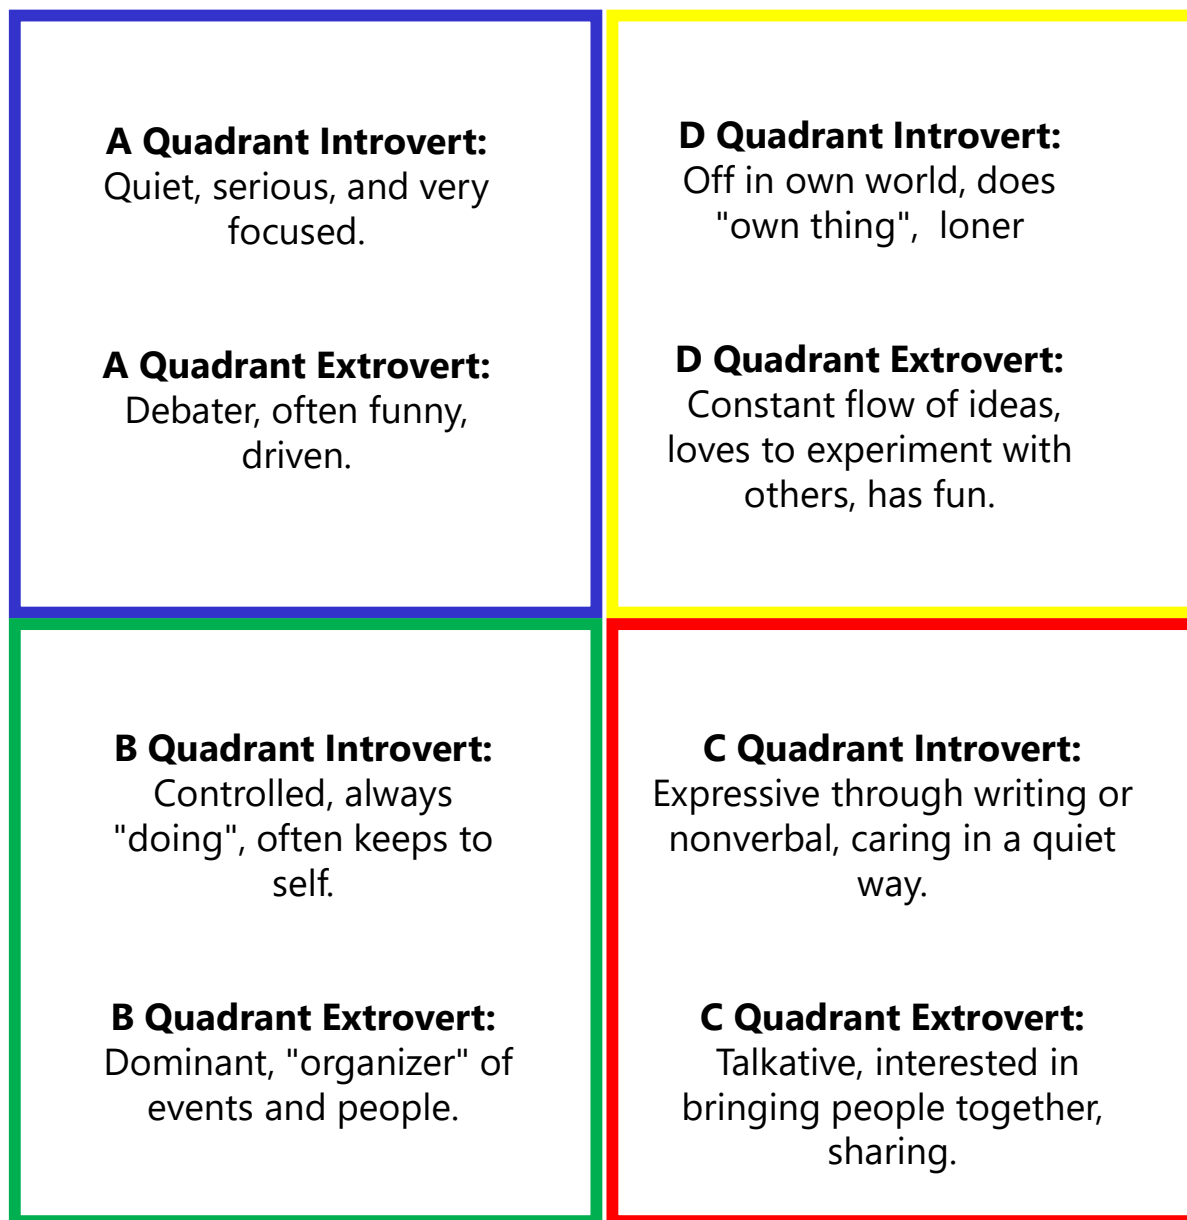 A Quadrant Introvert:
Quiet, serious, and very
focused.
A Quadrant Extrovert:
Debater, often funny,
driven.
D Quadrant Introvert:
Off in own world, does
"own thing",  loner
D Quadrant Extrovert:
Constant flow of ideas,
loves to experiment with
others, has fun.
B Quadrant Introvert:
Controlled, always
"doing", often keeps to
self.
B Quadrant Extrovert:
Dominant, "organizer" of
events and people.
C Quadrant Introvert:
Expressive through writing or
nonverbal, caring in a quiet
way.
C Quadrant Extrovert:
Talkative, interested in
bringing people together,
sharing.